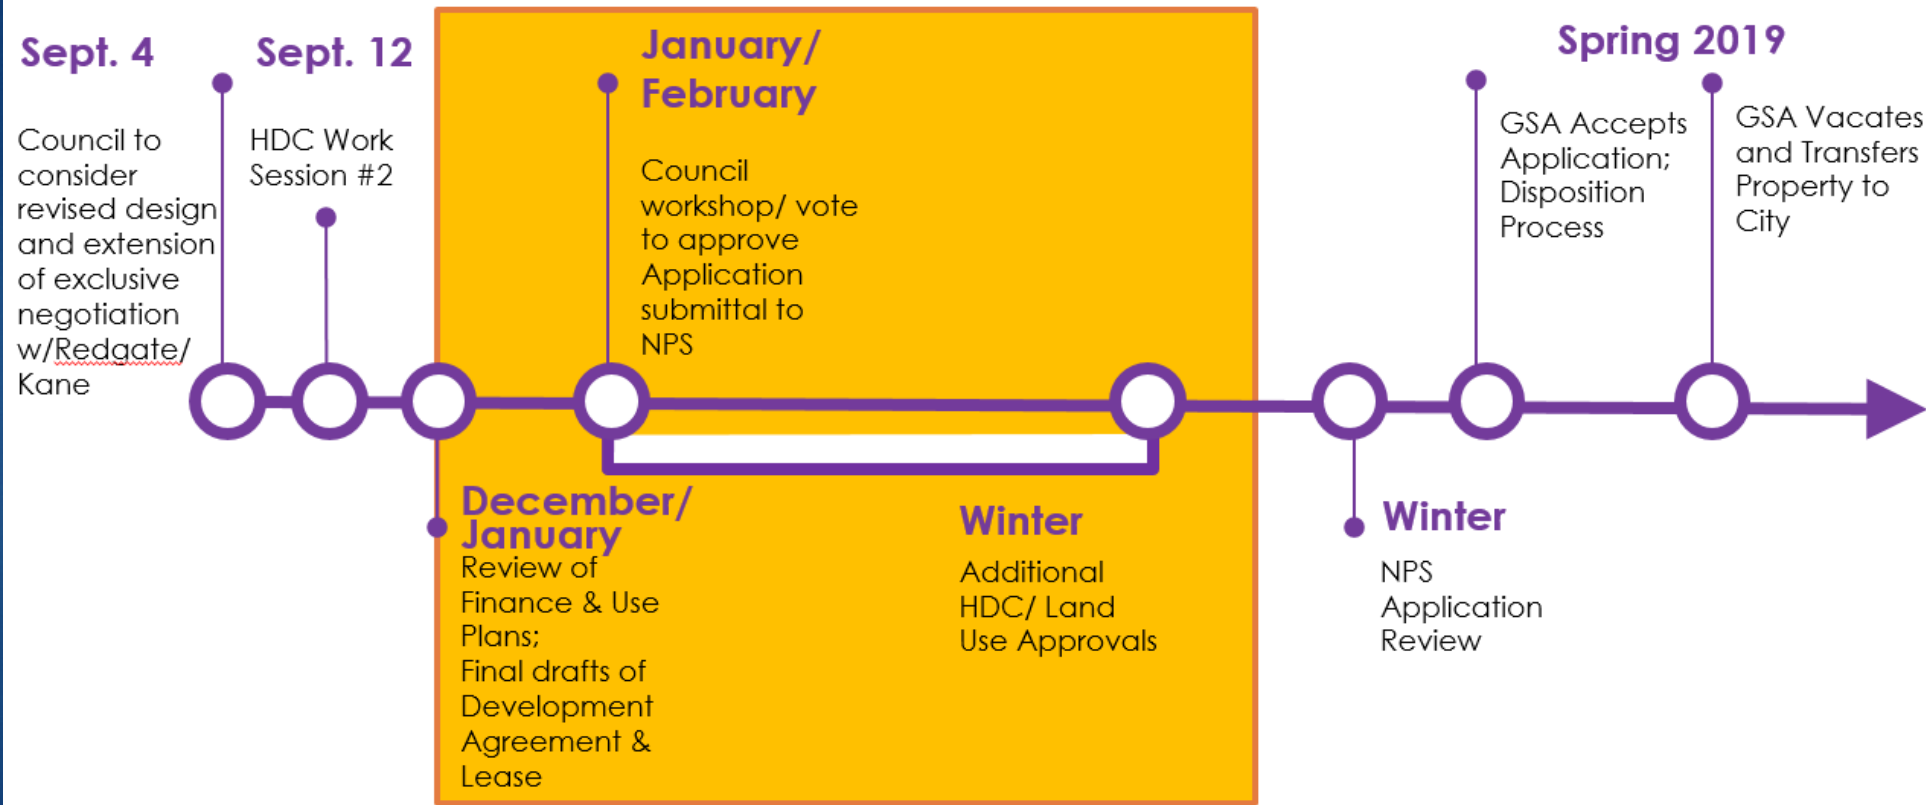 Sept. 4
Council to
consider
revised design
and extension
of exclusive
negotiation
w/Redgate/
Kane
Sept. 12
HDC Work
Session #2
December/
January
Review of
Finance & Use
Plans;
Final drafts of
Development
Agreement &
Lease
January/
February
Council
workshop/ vote
to approve
Application
submittal to
NPS
Winter
Additional
HDC/ Land
Use Approvals
Winter
NPS
Application
Review
Spring 2019
GSA Accepts
Application;
Disposition
Process
GSA Vacates
and Transfers
Property to
City